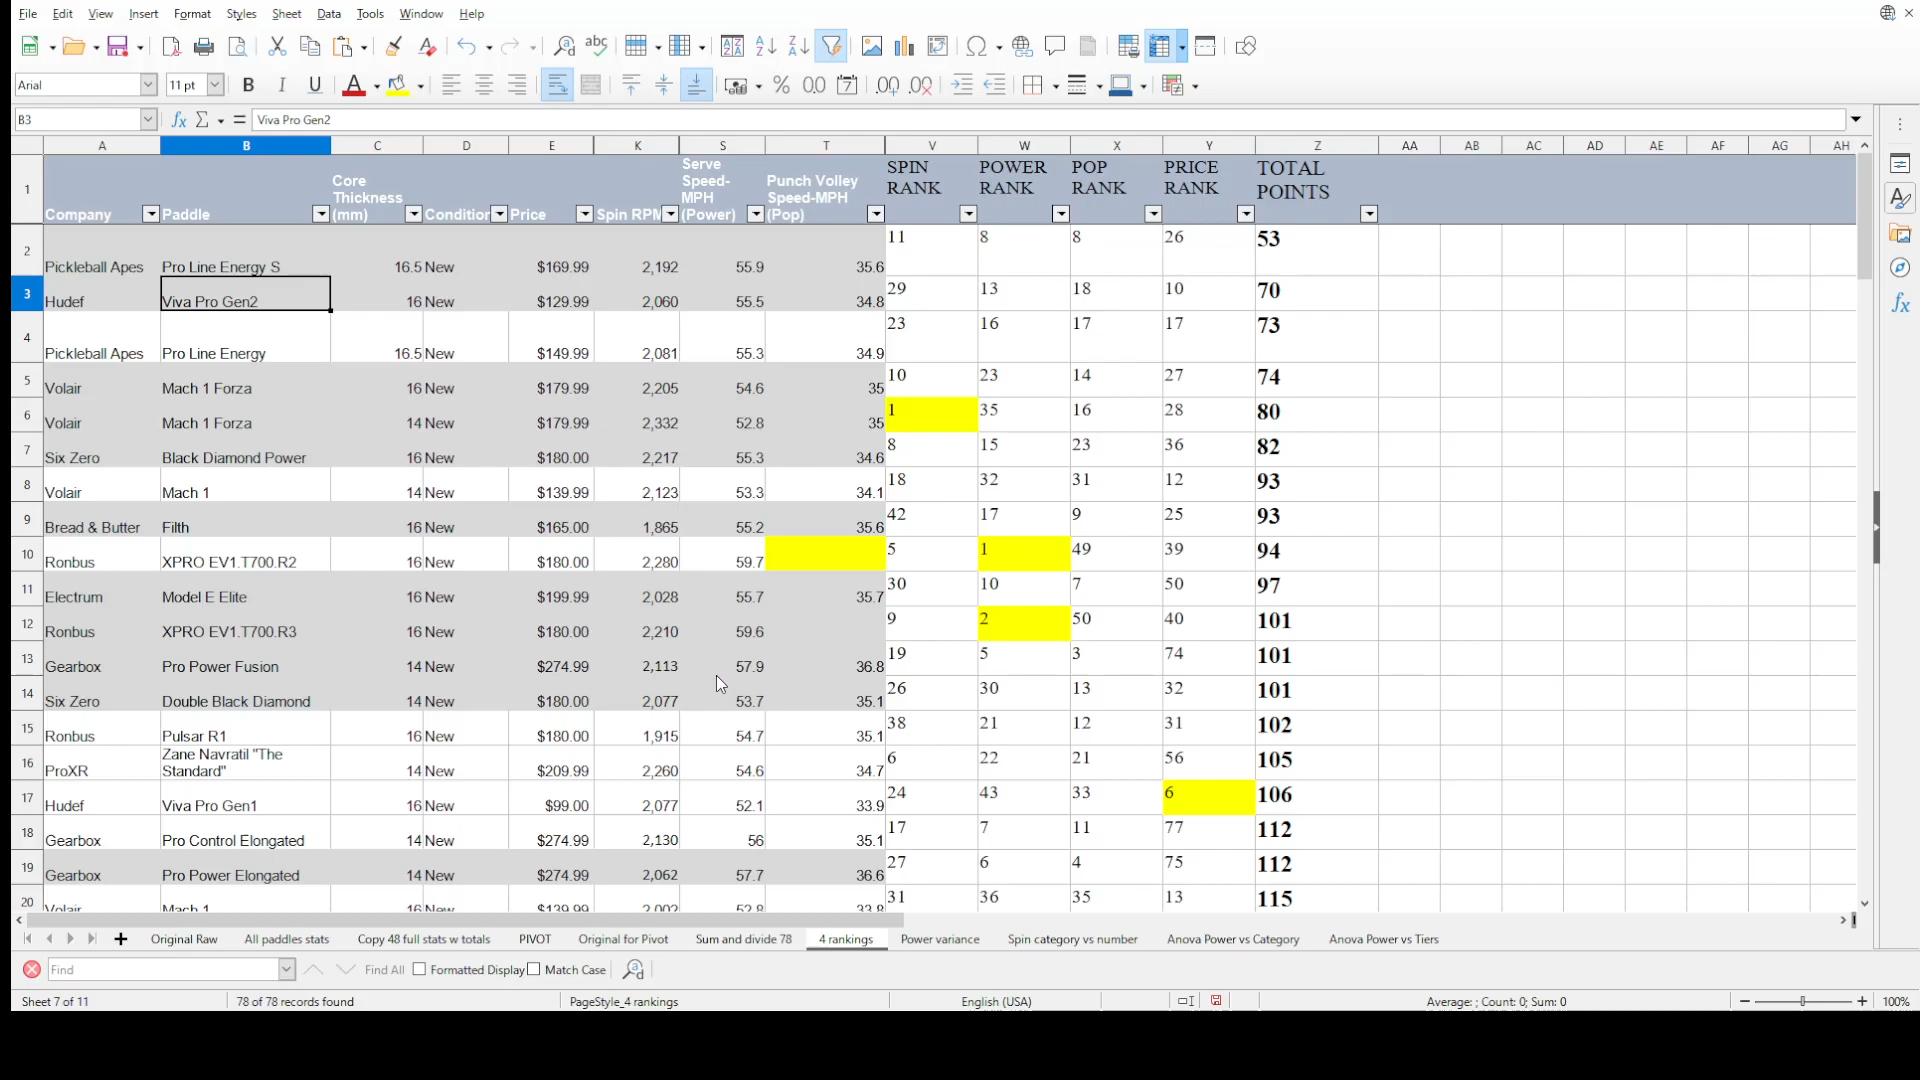 File Edit View Insert Format Styles Sheet Data Tools Window Help
Arial 11 pt B I U
B3 fx Σ = Viva Pro Gen2
A B C D E K S T V W X Y Z AA AB AC AD AE AF AG AH
1 Company Paddle Core Thickness (mm) Condition Price Spin RPM Serve Speed-MPH (Power) Punch Volley Speed-MPH (Pop) SPIN RANK POWER RANK POP RANK PRICE RANK TOTAL POINTS
2 Pickleball Apes Pro Line Energy S 16.5 New $169.99 2,192 55.9 35.6 11 8 8 26 53
3 Hudef Viva Pro Gen2 16 New $129.99 2,060 55.5 34.8 29 13 18 10 70
4 Pickleball Apes Pro Line Energy 16.5 New $149.99 2,081 55.3 34.9 23 16 17 17 73
5 Volair Mach 1 Forza 16 New $179.99 2,205 54.6 35 10 23 14 27 74
6 Volair Mach 1 Forza 14 New $179.99 2,332 52.8 35 1 35 16 28 80
7 Six Zero Black Diamond Power 16 New $180.00 2,217 55.3 34.6 8 15 23 36 82
8 Volair Mach 1 14 New $139.99 2,123 53.3 34.1 18 32 31 12 93
9 Bread & Butter Filth 16 New $165.00 1,865 55.2 35.6 42 17 9 25 93
10 Ronbus XPRO EV1.T700.R2 16 New $180.00 2,280 59.7 5 1 49 39 94
11 Electrum Model E Elite 16 New $199.99 2,028 55.7 35.7 30 10 7 50 97
12 Ronbus XPRO EV1.T700.R3 16 New $180.00 2,210 59.6 9 2 50 40 101
13 Gearbox Pro Power Fusion 14 New $274.99 2,113 57.9 36.8 19 5 3 74 101
14 Six Zero Double Black Diamond 14 New $180.00 2,077 53.7 35.1 26 30 13 32 101
15 Ronbus Pulsar R1 16 New $180.00 1,915 54.7 35.1 38 21 12 31 102
16 ProXR Zane Navratil "The Standard" 14 New $209.99 2,260 54.6 34.7 6 22 21 56 105
17 Hudef Viva Pro Gen1 16 New $99.00 2,077 52.1 33.9 24 43 33 6 106
18 Gearbox Pro Control Elongated 14 New $274.99 2,130 56 35.1 17 7 11 77 112
19 Gearbox Pro Power Elongated 14 New $274.99 2,062 57.7 36.6 27 6 4 75 112
20 Volair Mach 1 16 New $139.99 2,002 52.8 33.8 31 36 35 13 115
Original Raw All paddles stats Copy 48 full stats w totals PIVOT Original for Pivot Sum and divide 78 4 rankings Power variance Spin category vs number Anova Power vs Category Anova Power vs Tiers
Find Find All Formatted Display Match Case
Sheet 7 of 11 78 of 78 records found PageStyle_4 rankings English (USA) Average: ; Count: 0; Sum: 0 100%